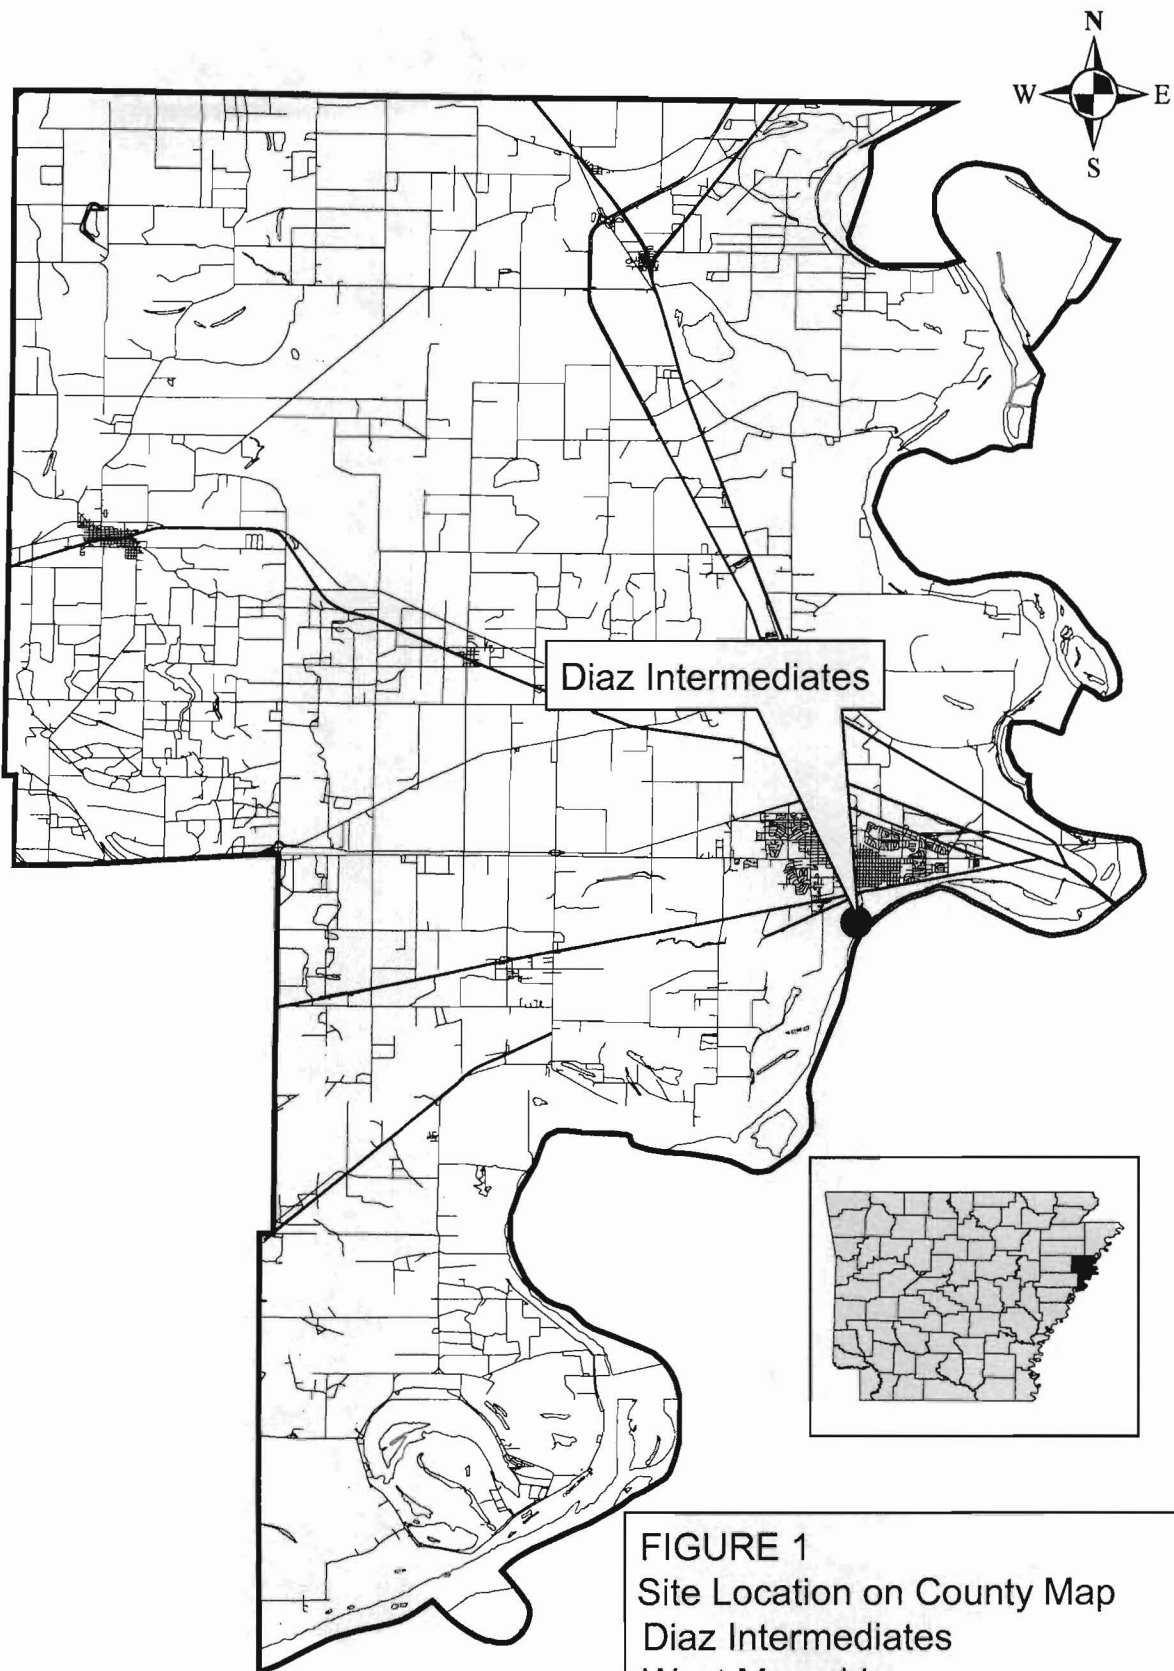 N
W E
S
Diaz Intermediates
FIGURE 1
Site Location on County Map
Diaz Intermediates